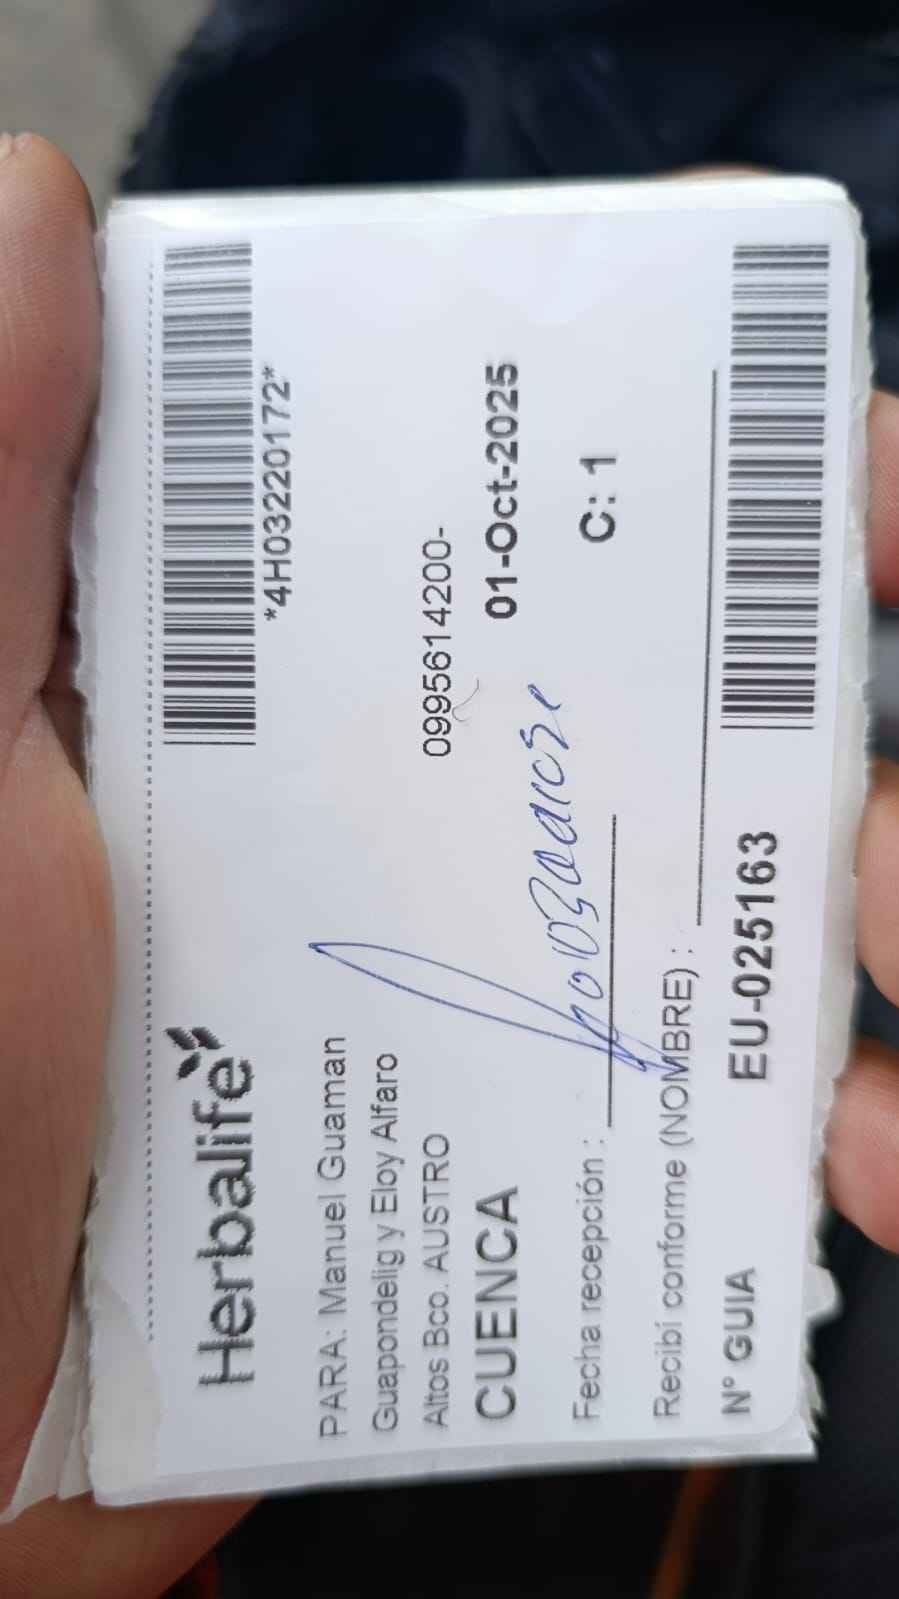 Herbalife
*4H03220172*
PARA: Manuel Guaman
Guapondelig y Eloy Alfaro
Altos Bco. AUSTRO
0995614200-
CUENCA
01-Oct-2025
Fecha recepción :
C: 1
Recibí conforme (NOMBRE) :
N° GUIA
EU-025163